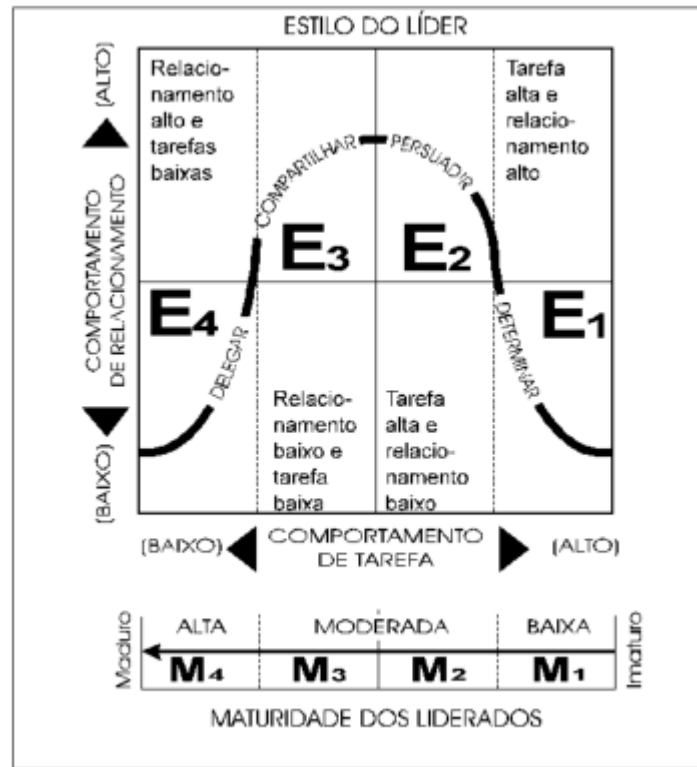 ESTILO DO LÍDER
(ALTO)
COMPORTAMENTO
DE RELACIONAMENTO
(BAIXO)
Relacio-
namento
alto e
tarefas
baixas
Tarefa
alta e
relacio-
namento
alto
COMPARTILHAR
PERSUADIR
E3
E2
E4
E1
DELEGAR
DETERMINAR
Relacio-
namento
baixo e
tarefa
baixa
Tarefa
alta e
relacio-
namento
baixo
(BAIXO)
COMPORTAMENTO
DE TAREFA
(ALTO)
Maduro
ALTA
MODERADA
BAIXA
Imaturo
M4
M3
M2
M1
MATURIDADE DOS LIDERADOS